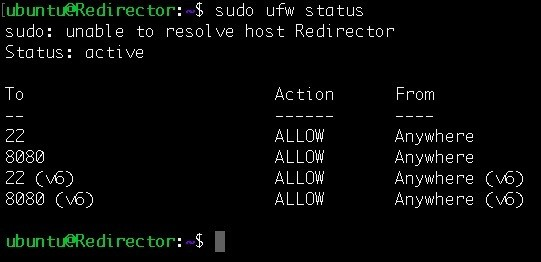 [ubuntu@Redirector:~$ sudo ufw status
sudo: unable to resolve host Redirector
Status: active
To Action From
-- ------ ----
22 ALLOW Anywhere
8080 ALLOW Anywhere
22 (v6) ALLOW Anywhere (v6)
8080 (v6) ALLOW Anywhere (v6)
ubuntu@Redirector:~$